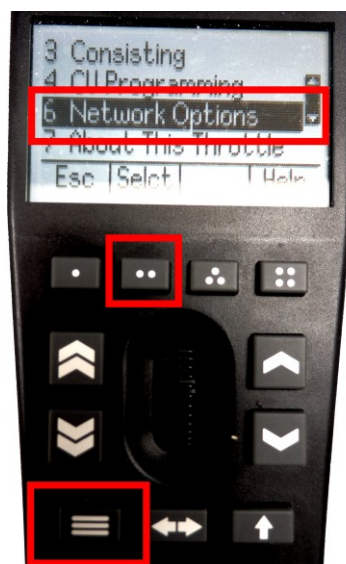 3 Consisting
4 CV Programming
6 Network Options
7 About This Throttle
Esc Selct Help